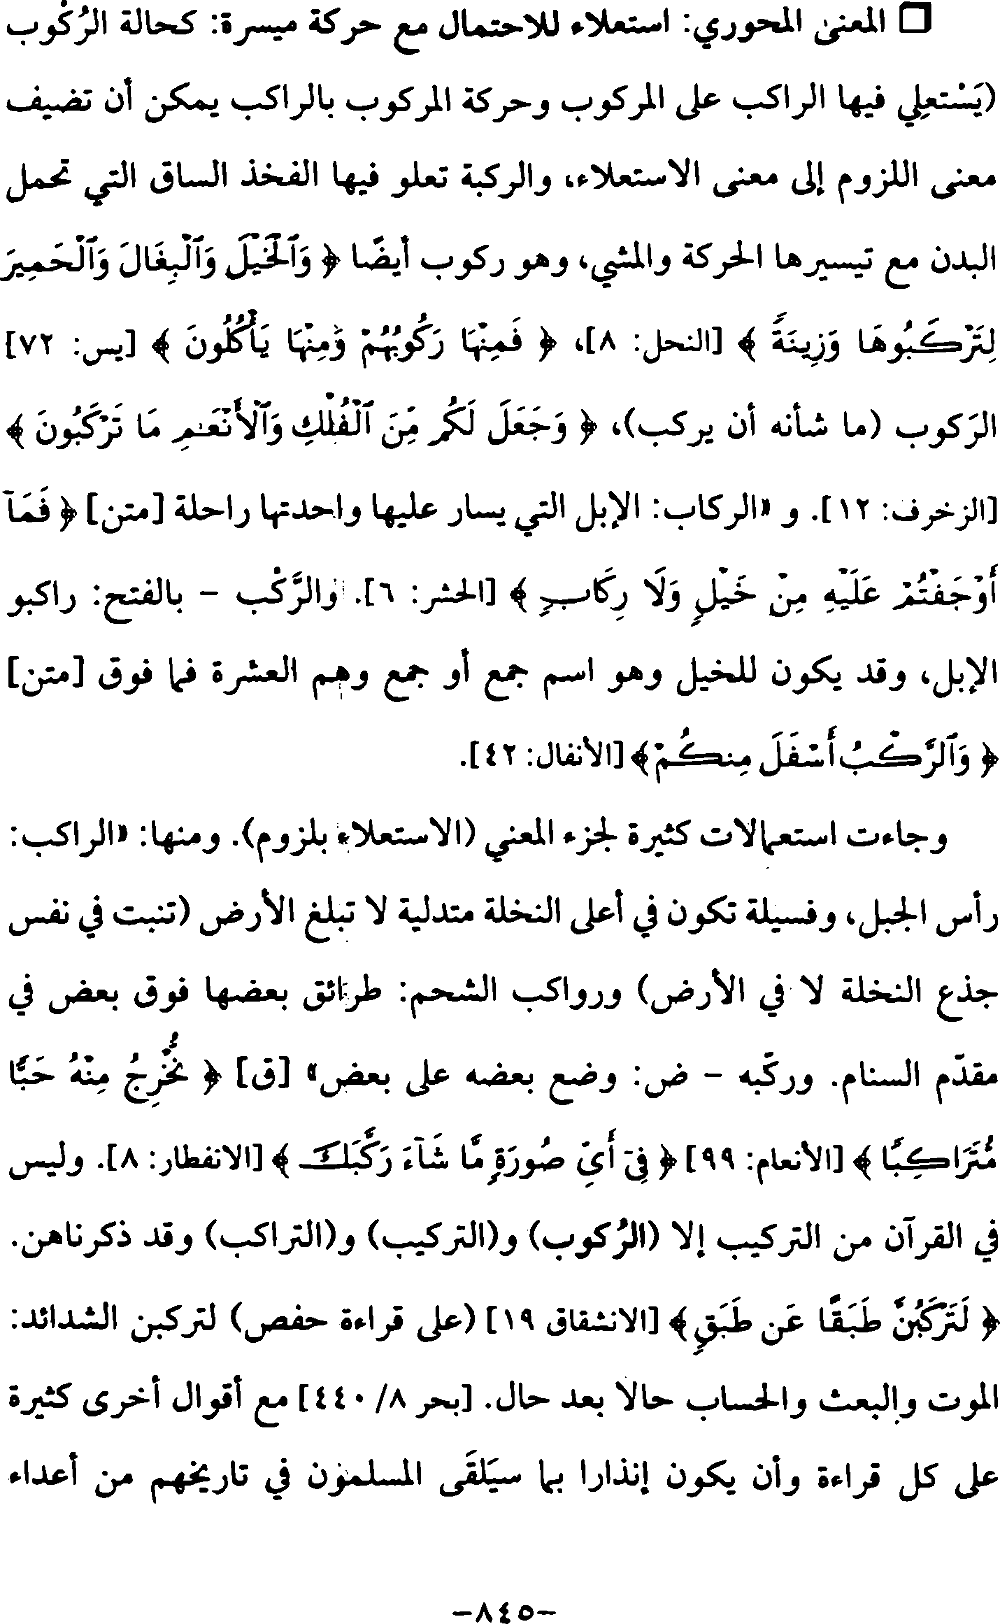 ❒ المعنى المحوري: استعلاء للاحتمال مع حركة ميسرة: كحالة الرُكُوب
(يَسْتعلِي فيها الراكب على المركوب وحركة المركوب بالراكب يمكن أن تضيف
معنى اللزوم إلى معنى الاستعلاء، والركبة تعلو فيها الفخذ الساق التي تحمل
البدن مع تيسيرها الحركة والمشي، وهو ركوب أيضًا ﴿ وَٱلْخَيْلَ وَٱلْبِغَالَ وَٱلْحَمِيرَ
لِتَرْكَبُوهَا وَزِينَةً ﴾ [النحل: ٨]، ﴿ فَمِنْهَا رَكُوبُهُمْ وَمِنْهَا يَأْكُلُونَ ﴾ [يس: ٧٢]
الرَكوب (ما شأنه أن يركب)، ﴿ وَجَعَلَ لَكُم مِّنَ ٱلْفُلْكِ وَٱلْأَنْعَٰمِ مَا تَرْكَبُونَ ﴾
[الزخرف: ١٢]. و «الركاب: الإبل التي يسار عليها واحدتها راحلة [متن] ﴿ فَمَآ
أَوْجَفْتُمْ عَلَيْهِ مِنْ خَيْلٍ وَلَا رِكَابٍ ﴾ [الحشر: ٦]. والرَّكْب – بالفتح: راكبو
الإبل، وقد يكون للخيل وهو اسم جمع أو جمع وهم العشرة فما فوق [متن]
﴿ وَٱلرَّكْبُ أَسْفَلَ مِنكُمْ﴾ [الأنفال: ٤٢].
وجاءت استعمالات كثيرة لجزء المعني (الاستعلاء بلزوم). ومنها: «الراكب:
رأس الجبل، وفسيلة تكون في أعلى النخلة متدلية لا تبلغ الأرض (تنبت في نفس
جذع النخلة لا في الأرض) ورواكب الشحم: طرائق بعضها فوق بعض في
مقدّم السنام. وركّبه – ض: وضع بعضه على بعض» [ق] ﴿ نُّخْرِجُ مِنْهُ حَبًّا
مُّتَرَاكِبًا ﴾ [الأنعام: ٩٩] ﴿ فِىٓ أَىِّ صُورَةٍ مَّا شَآءَ رَكَّبَكَ ﴾ [الانفطار: ٨]. وليس
في القرآن من التركيب إلا (الرُكوب) و(التركيب) و(التراكب) وقد ذكرناهن.
﴿ لَتَرْكَبُنَّ طَبَقًا عَن طَبَقٍ﴾ [الانشقاق ١٩] (على قراءة حفص) لتركبن الشدائد:
الموت والبعث والحساب حالا بعد حال. [بحر ٨/ ٤٤٠] مع أقوال أخرى كثيرة
على كل قراءة وأن يكون إنذارا بما سيَلقَى المسلمون في تاريخهم من أعداء
–٨٤٥–